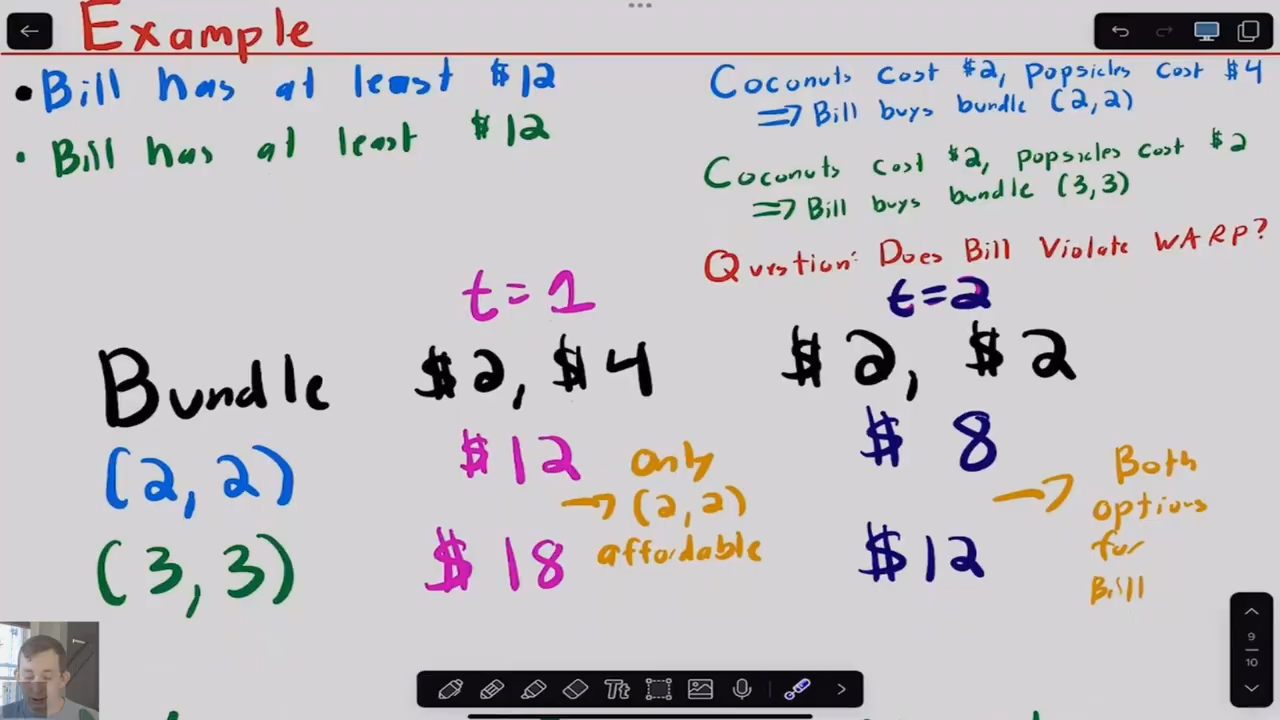 Example
• Bill has at least $12
• Bill has at least $12
Coconuts cost $2, popsicles cost $4
⟹ Bill buys bundle (2,2)
Coconuts cost $2, popsicles cost $2
⟹ Bill buys bundle (3,3)
Question: Does Bill Violate WARP?
t=1
t=2
Bundle $2, $4 $2, $2
(2, 2) $12 $8
(3, 3) $18 $12
Only
→ (2, 2)
affordable
→ Both
options
for
Bill
Tt
9
10